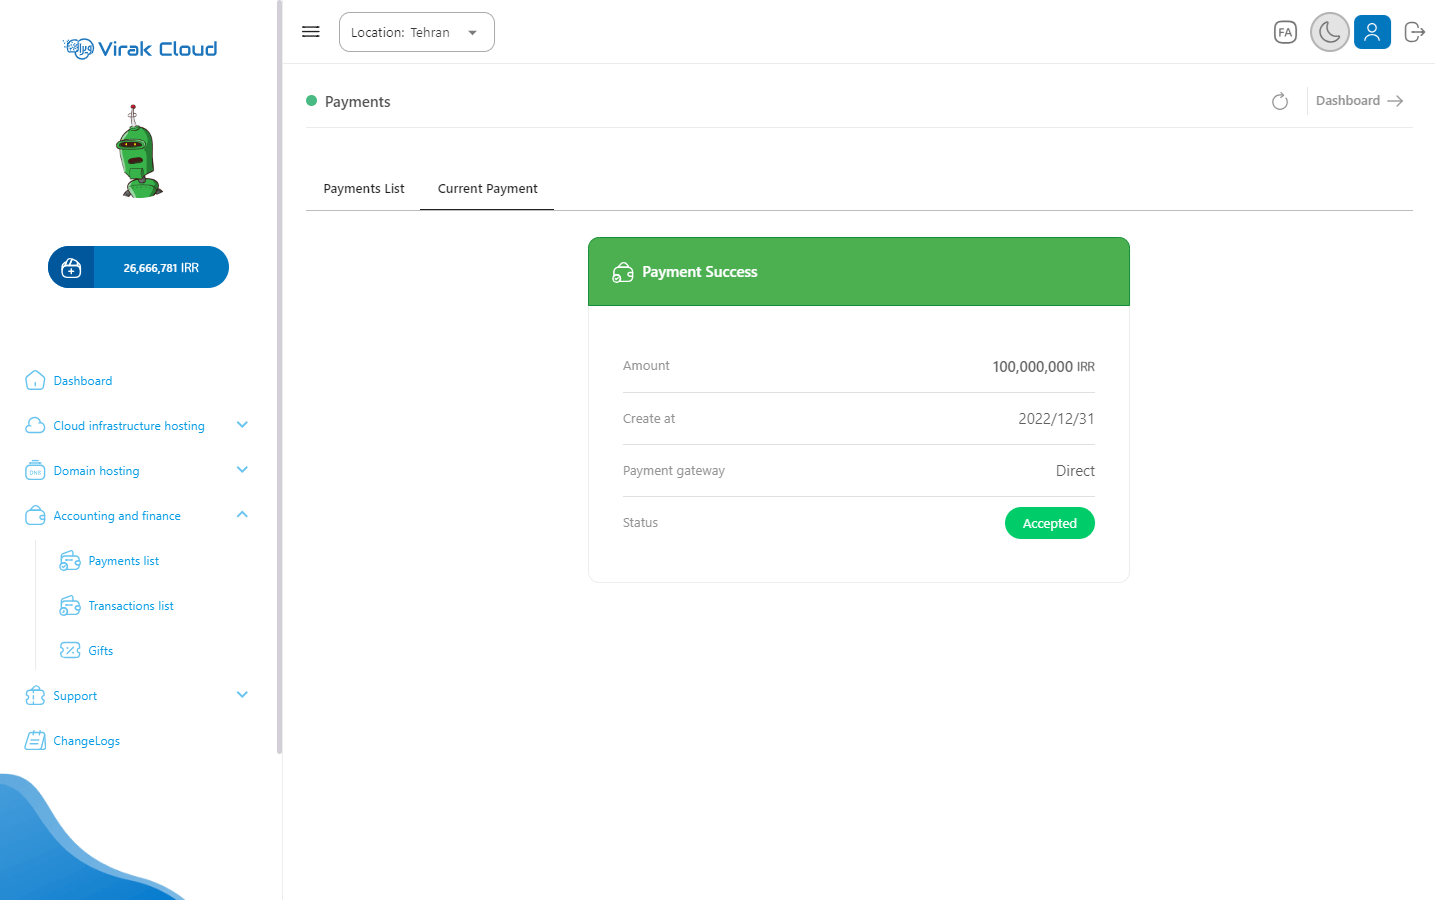 Virak Cloud
26,666,781 IRR
Dashboard
Cloud infrastructure hosting
Domain hosting
Accounting and finance
Payments list
Transactions list
Gifts
Support
ChangeLogs
Location: Tehran
FA
Payments
Dashboard
Payments List
Current Payment
Payment Success
Amount
100,000,000 IRR
Create at
2022/12/31
Payment gateway
Direct
Status
Accepted